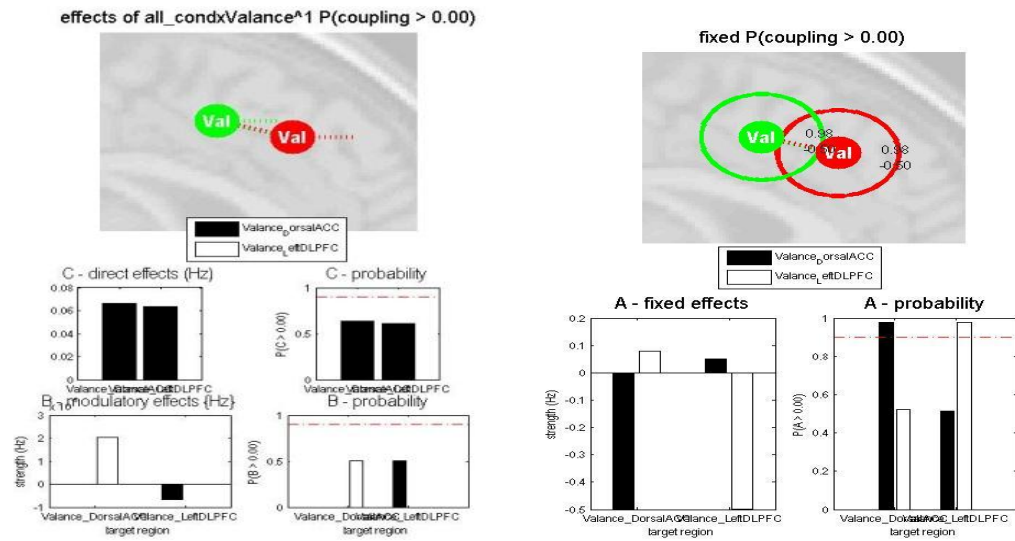 effects of all_condxValance^1 P(coupling > 0.00)
Val
Val
Valance_DorsalACC
Valance_LeftDLPFC
C - direct effects (Hz)
0.08
0.06
0.04
0.02
0
C - probability
P(C > 0.00)
1
0.5
0
B - modulatory effects {Hz}
strength (Hz)
3
2
1
0
-1
Valance_DorsalACC Valance_LeftDLPFC
target region
B - probability
P(B > 0.00)
1
0.5
0
target region
fixed P(coupling > 0.00)
Val
Val
0.98
-0.50
0.98
-0.50
Valance_DorsalACC
Valance_LeftDLPFC
A - fixed effects
strength (Hz)
0.2
0.1
0
-0.1
-0.2
-0.3
-0.4
-0.5
Valance_DorsalACC Valance_LeftDLPFC
target region
A - probability
P(A > 0.00)
1
0.8
0.6
0.4
0.2
0
target region